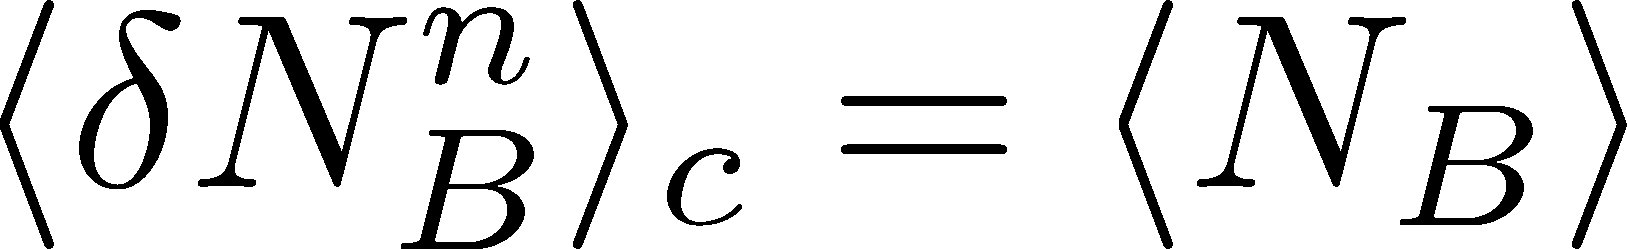 ⟨δN_B^n⟩_c = ⟨N_B⟩